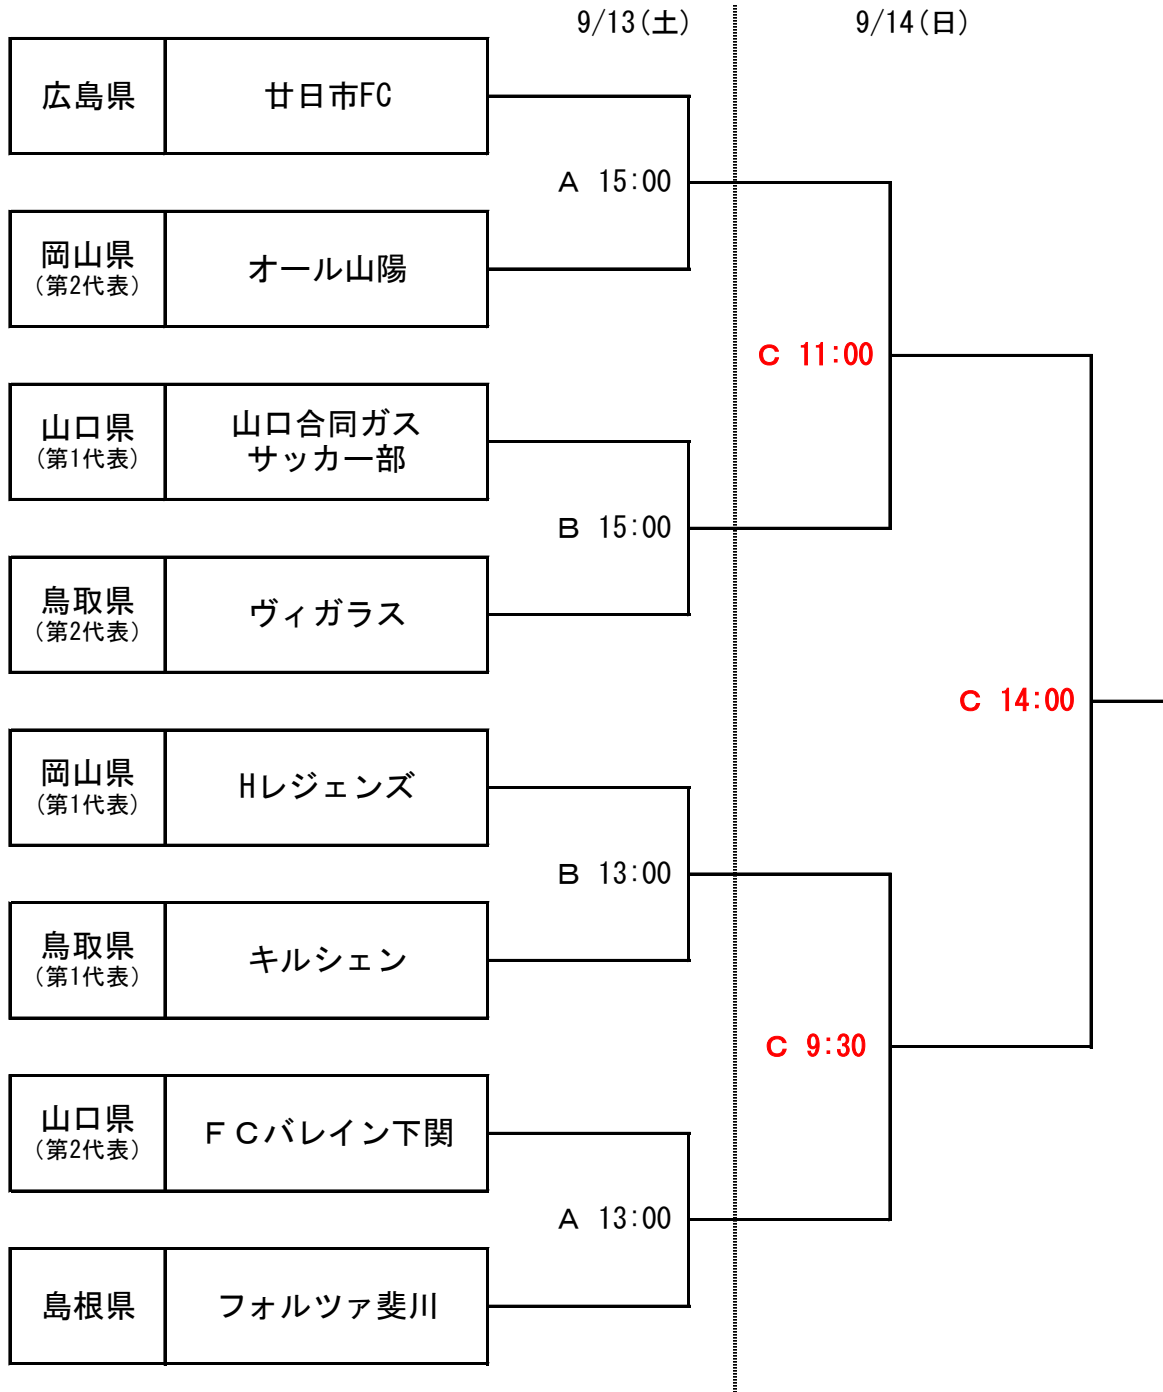 9/13(土)
9/14(日)
広島県
廿日市FC
A 15:00
岡山県
(第2代表)
オール山陽
C 11:00
山口県
(第1代表)
山口合同ガス
サッカー部
B 15:00
鳥取県
(第2代表)
ヴィガラス
C 14:00
岡山県
(第1代表)
Hレジェンズ
B 13:00
鳥取県
(第1代表)
キルシェン
C 9:30
山口県
(第2代表)
ＦＣバレイン下関
A 13:00
島根県
フォルツァ斐川